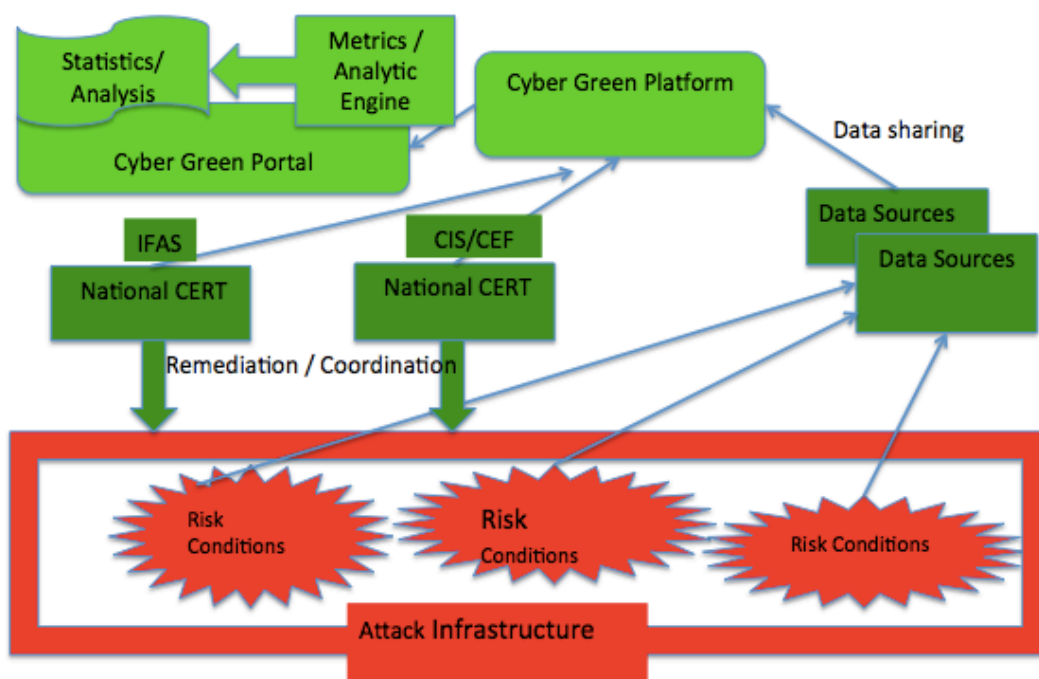 Statistics/
Analysis
Metrics /
Analytic
Engine
Cyber Green Platform
Data sharing
Cyber Green Portal
IFAS
CIS/CEF
Data Sources
Data Sources
National CERT
National CERT
Remediation / Coordination
Risk
Conditions
Risk
Conditions
Risk Conditions
Attack Infrastructure